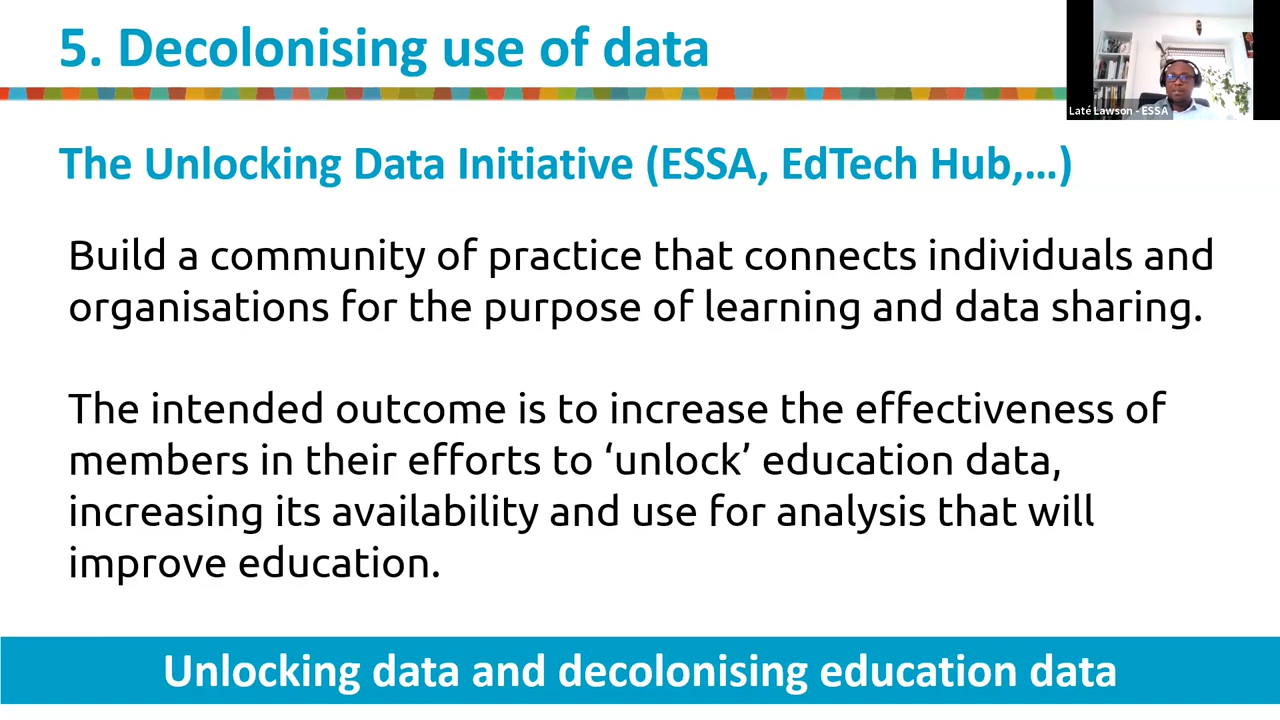 5. Decolonising use of data
Laté Lawson - ESSA
The Unlocking Data Initiative (ESSA, EdTech Hub,...)
Build a community of practice that connects individuals and
organisations for the purpose of learning and data sharing.
The intended outcome is to increase the effectiveness of
members in their efforts to ‘unlock’ education data,
increasing its availability and use for analysis that will
improve education.
Unlocking data and decolonising education data